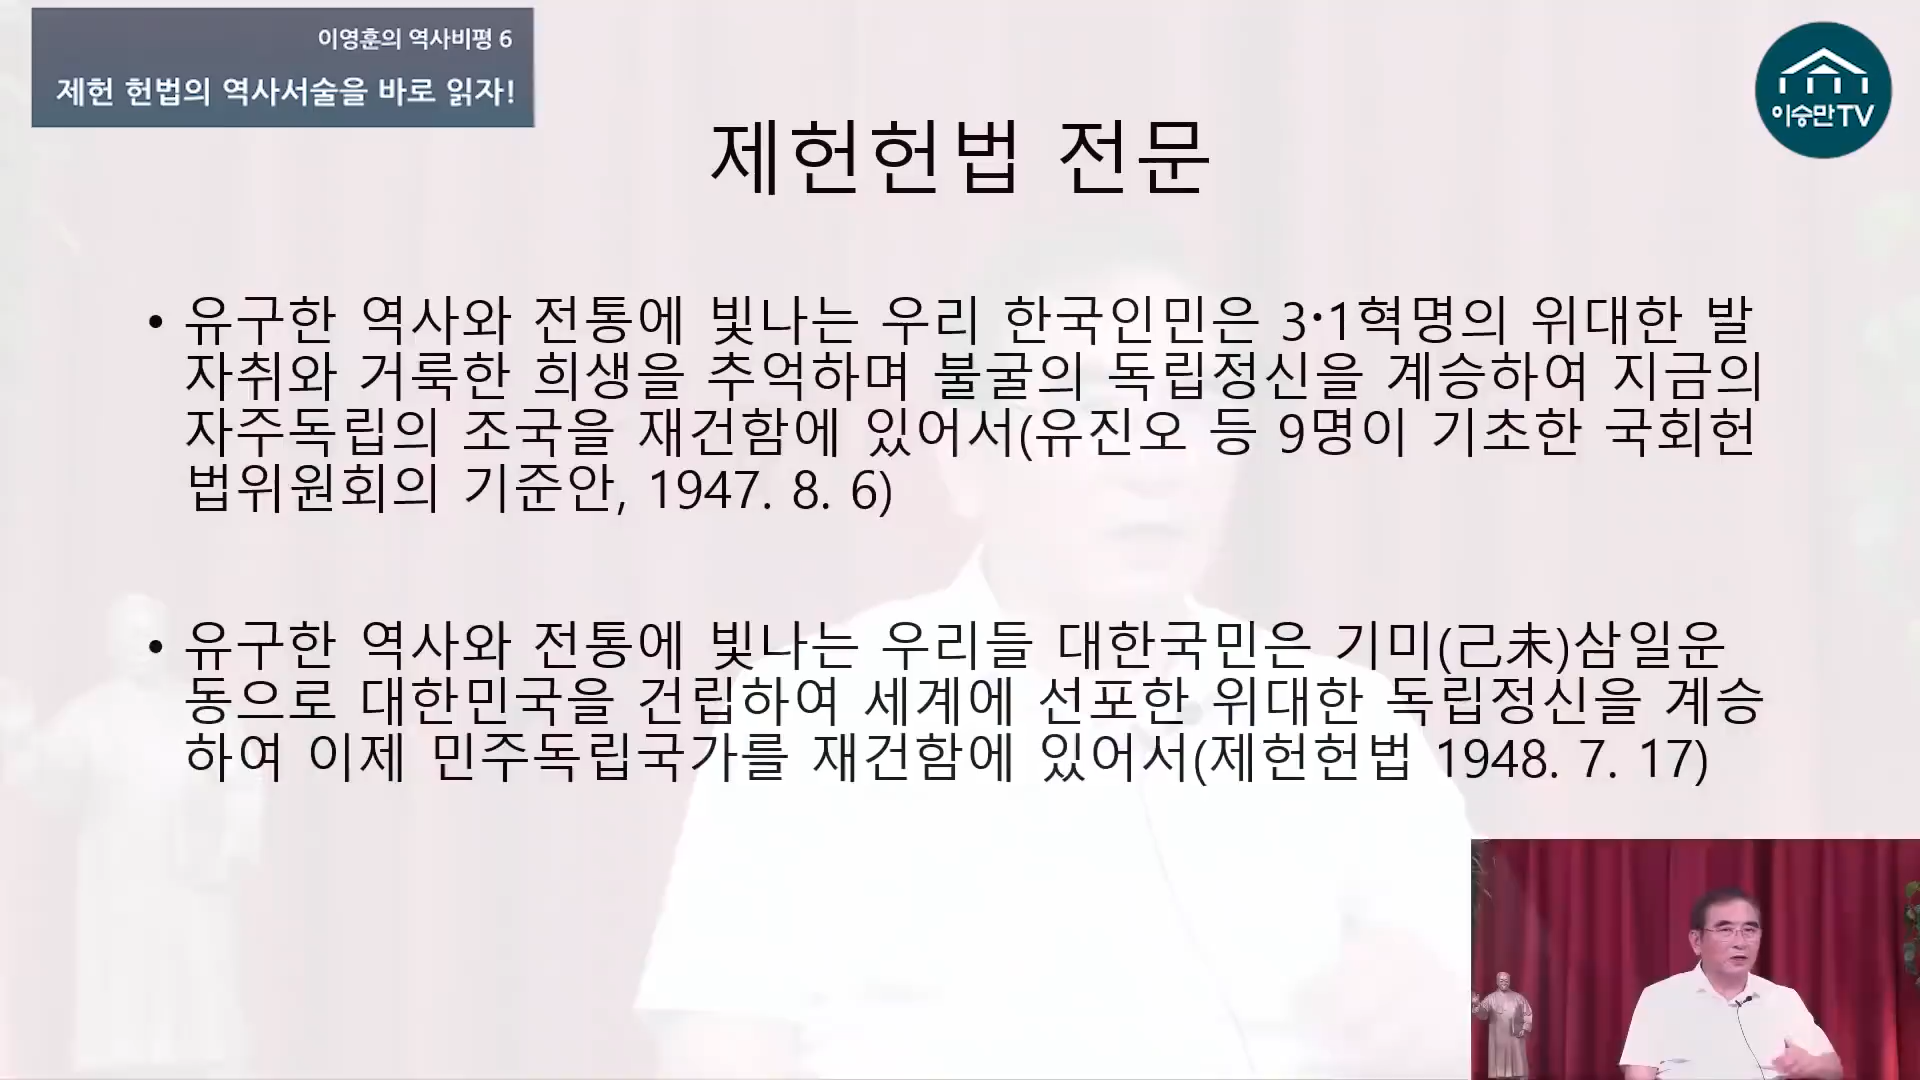 이영훈의 역사비평 6
제헌 헌법의 역사서술을 바로 읽자!
이승만TV
제헌헌법 전문
• 유구한 역사와 전통에 빛나는 우리 한국인민은 3·1혁명의 위대한 발
자취와 거룩한 희생을 추억하며 불굴의 독립정신을 계승하여 지금의
자주독립의 조국을 재건함에 있어서(유진오 등 9명이 기초한 국회헌
법위원회의 기준안, 1947. 8. 6)
• 유구한 역사와 전통에 빛나는 우리들 대한국민은 기미(己未)삼일운
동으로 대한민국을 건립하여 세계에 선포한 위대한 독립정신을 계승
하여 이제 민주독립국가를 재건함에 있어서(제헌헌법 1948. 7. 17)